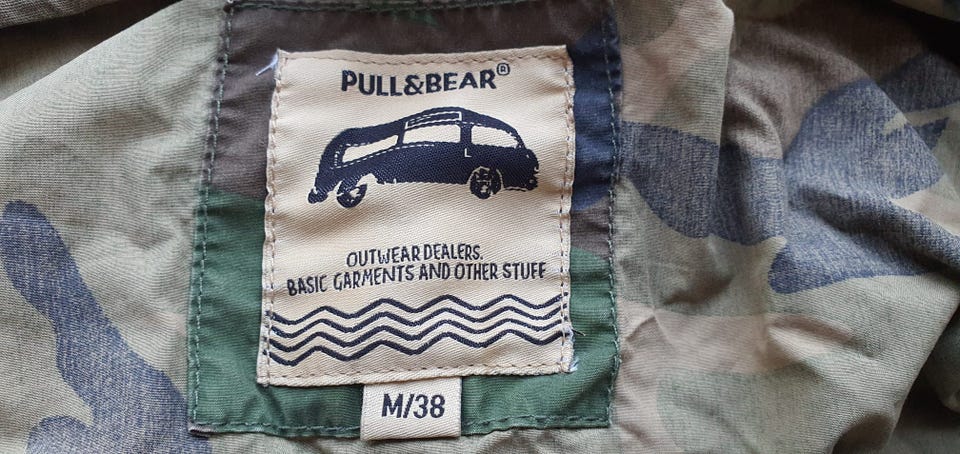 PULL&BEAR®
OUTWEAR DEALERS.
BASIC GARMENTS AND OTHER STUFF
M/38